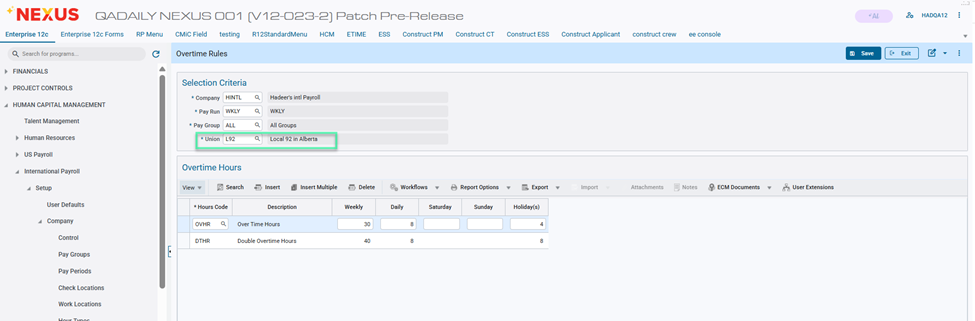 NEXUS QADAILY NEXUS 001 (V12-023-2) Patch Pre-Release
AI HADQA12
Enterprise 12c Enterprise 12c Forms RP Menu CMiC Field testing R12StandardMenu HCM ETIME ESS Construct PM Construct CT Construct ESS Construct Applicant construct crew ee console
Search for programs...
Overtime Rules Save Exit
FINANCIALS
PROJECT CONTROLS
HUMAN CAPITAL MANAGEMENT
Talent Management
Human Resources
US Payroll
International Payroll
Setup
User Defaults
Company
Control
Pay Groups
Pay Periods
Check Locations
Work Locations
Hour Types
Selection Criteria
* Company HINTL Hadeer's intl Payroll
* Pay Run WKLY WKLY
* Pay Group ALL All Groups
* Union L92 Local 92 in Alberta
Overtime Hours
View Search Insert Insert Multiple Delete Workflows Report Options Export Import Attachments Notes ECM Documents User Extensions
* Hours Code Description Weekly Daily Saturday Sunday Holiday(s)
OVHR Over Time Hours 30 8 4
DTHR Double Overtime Hours 40 8 8